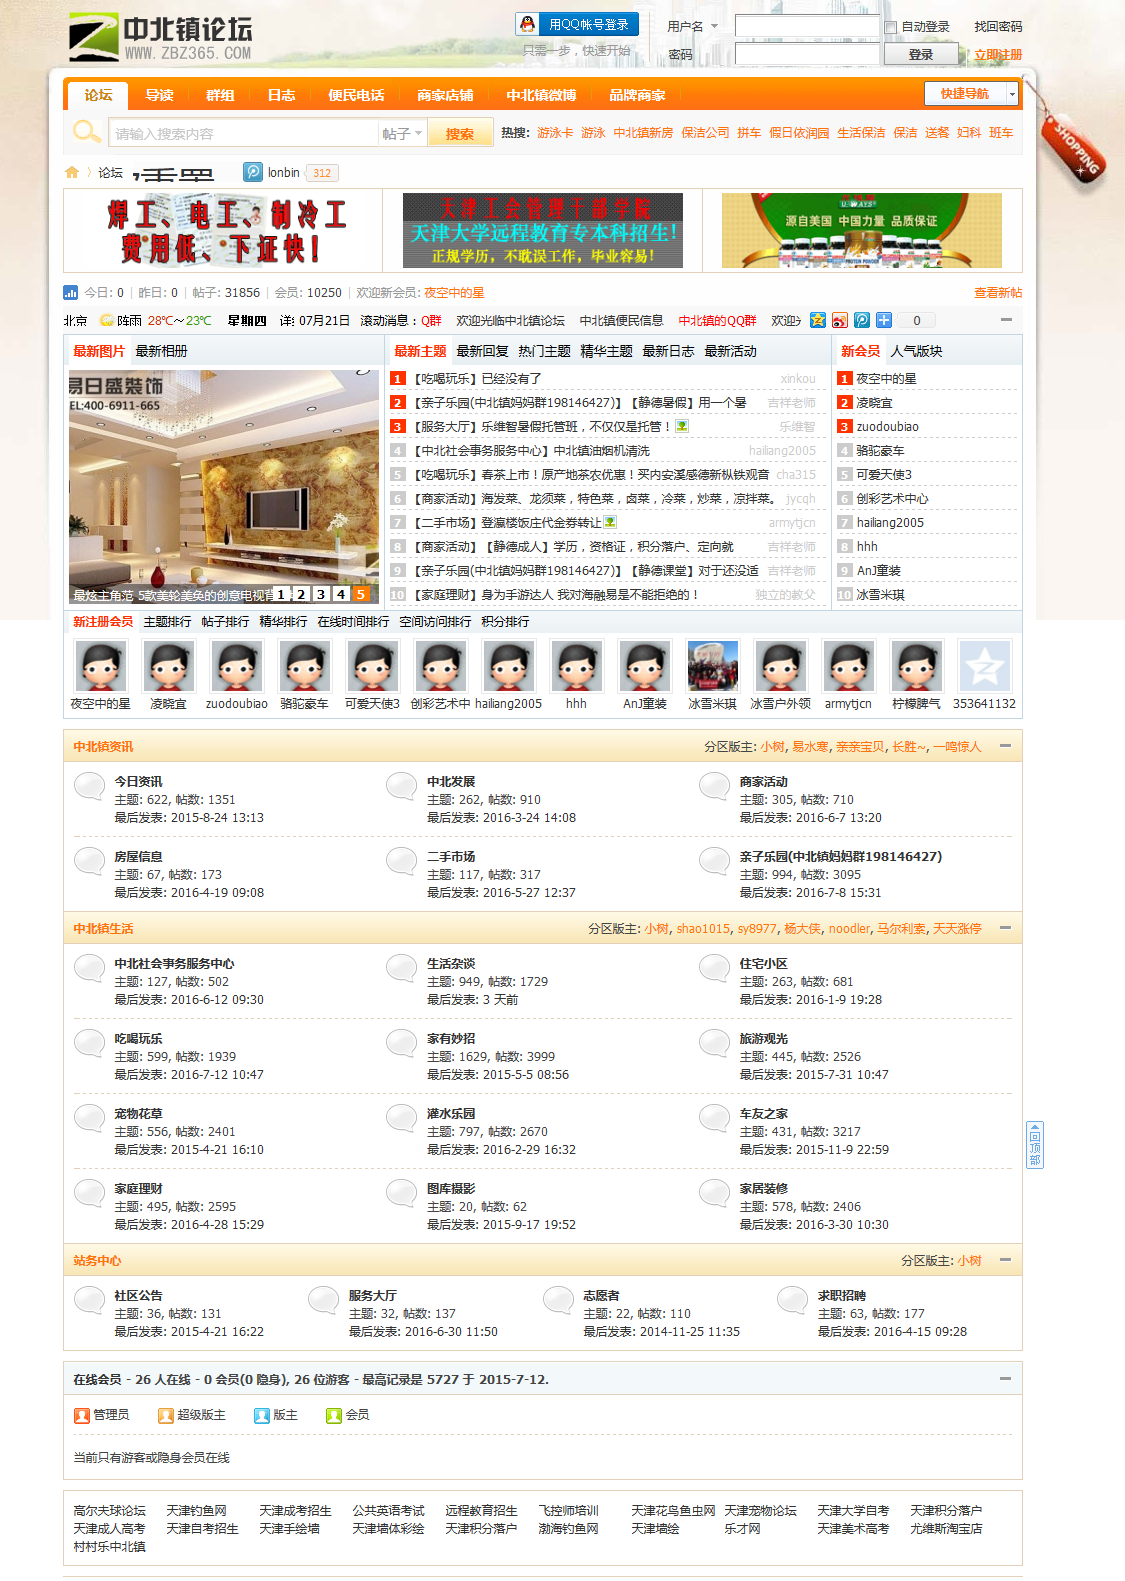 中北镇论坛
WWW.ZBZ365.COM
用QQ帐号登录
只需一步，快速开始
用户名
自动登录
找回密码
密码
登录
立即注册
论坛 导读 群组 日志 便民电话 商家店铺 中北镇微博 品牌商家
快捷导航
请输入搜索内容
帖子
搜索
热搜: 游泳卡 游泳 中北镇新房 保洁公司 拼车 假日依润园 生活保洁 保洁 送餐 妇科 班车
SHOPPING
论坛
lonbin 312
焊工、电工、制冷工
费用低、下证快!
天津工会管理干部学院
天津大学远程教育专本科招生!
正规学历，不耽误工作，毕业容易!
U-WAYS
源自美国 中国力量 品质保证
今日: 0 | 昨日: 0 | 帖子: 31856 | 会员: 10250 | 欢迎新会员: 夜空中的星
查看新帖
北京 阵雨 28℃～23℃ 星期四 详: 07月21日 滚动消息：Q群 欢迎光临中北镇论坛 中北镇便民信息 中北镇的QQ群 欢迎
0
最新图片 最新相册
易日盛装饰
EL:400-6911-665
最炫主角范 5款美轮美奂的创意电视背
1 2 3 4 5
最新主题 最新回复 热门主题 精华主题 最新日志 最新活动
1 【吃喝玩乐】已经没有了 xinkou
2 【亲子乐园(中北镇妈妈群198146427)】【静德暑假】用一个暑 吉祥老师
3 【服务大厅】乐维智暑假托管班，不仅仅是托管！ 乐维智
4 【中北社会事务服务中心】中北镇油烟机清洗 hailiang2005
5 【吃喝玩乐】春茶上市！原产地茶农优惠！买内安溪感德新枞铁观音 cha315
6 【商家活动】海发菜、龙须菜，特色菜，卤菜，冷菜，炒菜，凉拌菜。 jycqh
7 【二手市场】登瀛楼饭庄代金券转让 armytjcn
8 【商家活动】【静德成人】学历，资格证，积分落户、定向就 吉祥老师
9 【亲子乐园(中北镇妈妈群198146427)】【静德课堂】对于还没适 吉祥老师
10 【家庭理财】身为手游达人 我对海融易是不能拒绝的！ 独立的教父
新会员 人气版块
1 夜空中的星
2 凌晓宜
3 zuodoubiao
4 骆驼豪车
5 可爱天使3
6 创彩艺术中心
7 hailiang2005
8 hhh
9 AnJ童装
10 冰雪米琪
新注册会员 主题排行 帖子排行 精华排行 在线时间排行 空间访问排行 积分排行
夜空中的星 凌晓宜 zuodoubiao 骆驼豪车 可爱天使3 创彩艺术中 hailiang2005 hhh AnJ童装 冰雪米琪 冰雪户外领 armytjcn 柠檬脾气 353641132
中北镇资讯
分区版主: 小树, 易水寒, 亲亲宝贝, 长胜~, 一鸣惊人
今日资讯
主题: 622, 帖数: 1351
最后发表: 2015-8-24 13:13
中北发展
主题: 262, 帖数: 910
最后发表: 2016-3-24 14:08
商家活动
主题: 305, 帖数: 710
最后发表: 2016-6-7 13:20
房屋信息
主题: 67, 帖数: 173
最后发表: 2016-4-19 09:08
二手市场
主题: 117, 帖数: 317
最后发表: 2016-5-27 12:37
亲子乐园(中北镇妈妈群198146427)
主题: 994, 帖数: 3095
最后发表: 2016-7-8 15:31
中北镇生活
分区版主: 小树, shao1015, sy8977, 杨大侠, noodler, 马尔利索, 天天涨停
中北社会事务服务中心
主题: 127, 帖数: 502
最后发表: 2016-6-12 09:30
生活杂谈
主题: 949, 帖数: 1729
最后发表: 3 天前
住宅小区
主题: 263, 帖数: 681
最后发表: 2016-1-9 19:28
吃喝玩乐
主题: 599, 帖数: 1939
最后发表: 2016-7-12 10:47
家有妙招
主题: 1629, 帖数: 3999
最后发表: 2015-5-5 08:56
旅游观光
主题: 445, 帖数: 2526
最后发表: 2015-7-31 10:47
宠物花草
主题: 556, 帖数: 2401
最后发表: 2015-4-21 16:10
灌水乐园
主题: 797, 帖数: 2670
最后发表: 2016-2-29 16:32
车友之家
主题: 431, 帖数: 3217
最后发表: 2015-11-9 22:59
回顶部
家庭理财
主题: 495, 帖数: 2595
最后发表: 2016-4-28 15:29
图库摄影
主题: 20, 帖数: 62
最后发表: 2015-9-17 19:52
家居装修
主题: 578, 帖数: 2406
最后发表: 2016-3-30 10:30
站务中心
分区版主: 小树
社区公告
主题: 36, 帖数: 131
最后发表: 2015-4-21 16:22
服务大厅
主题: 32, 帖数: 137
最后发表: 2016-6-30 11:50
志愿者
主题: 22, 帖数: 110
最后发表: 2014-11-25 11:35
求职招聘
主题: 63, 帖数: 177
最后发表: 2016-4-15 09:28
在线会员 - 26 人在线 - 0 会员(0 隐身), 26 位游客 - 最高记录是 5727 于 2015-7-12.
管理员 超级版主 版主 会员
当前只有游客或隐身会员在线
高尔夫球论坛 天津钓鱼网 天津成考招生 公共英语考试 远程教育招生 飞控师培训 天津花鸟鱼虫网 天津宠物论坛 天津大学自考 天津积分落户
天津成人高考 天津自考招生 天津手绘墙 天津墙体彩绘 天津积分落户 渤海钓鱼网 天津墙绘 乐才网 天津美术高考 尤维斯淘宝店
村村乐中北镇